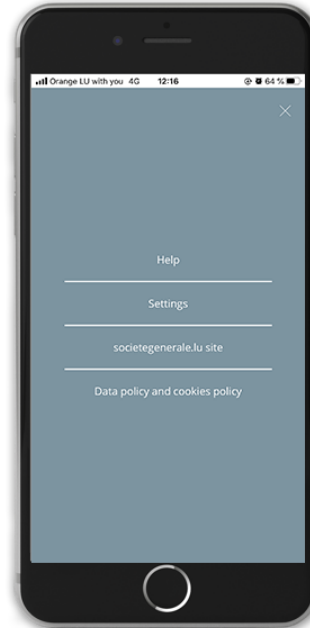 Orange LU with you 4G 12:16 64 %
Help
Settings
societegenerale.lu site
Data policy and cookies policy